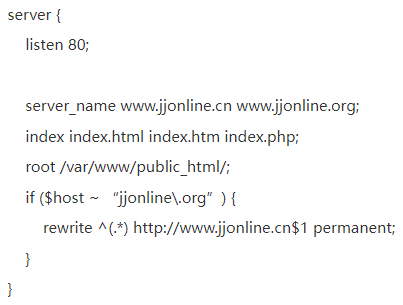 server {
listen 80;
server_name www.jjonline.cn www.jjonline.org;
index index.html index.htm index.php;
root /var/www/public_html/;
if ($host ~ “jjonline\.org” ) {
rewrite ^(.*) http://www.jjonline.cn$1 permanent;
}
}